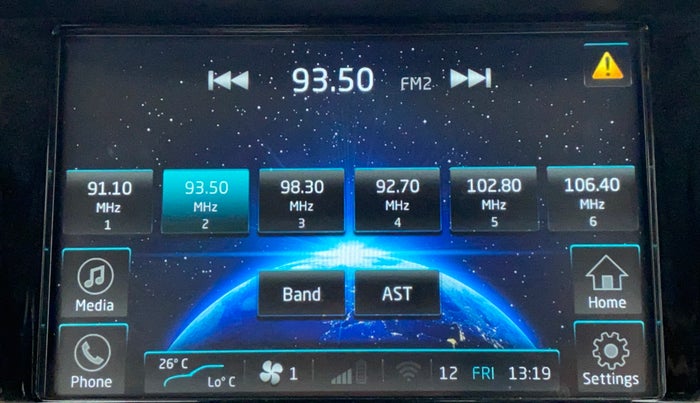 93.50 FM2
91.10 93.50 98.30 92.70 102.80 106.40
MHz MHz MHz MHz MHz MHz
1 2 3 4 5 6
Media Band AST Home
Phone Settings
26° C Lo° C 1 12 FRI 13:19